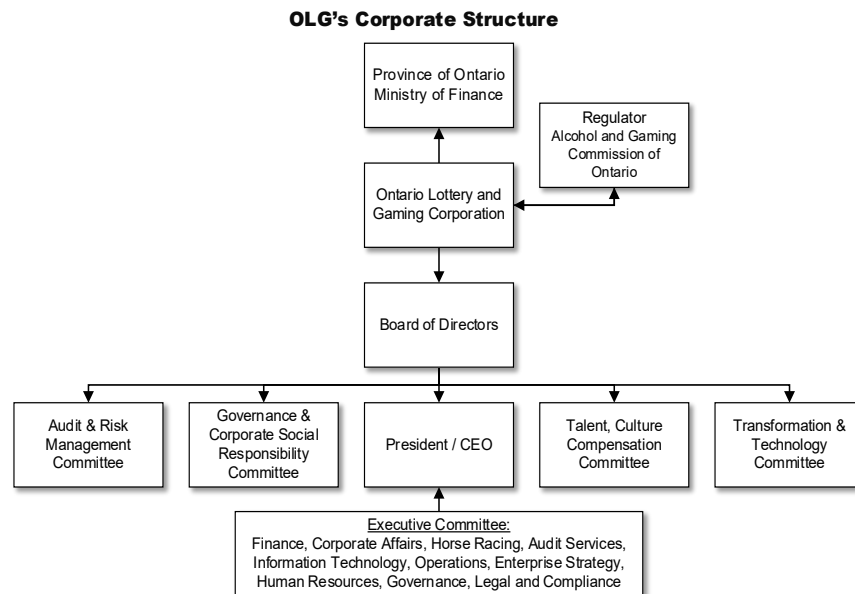 OLG's Corporate Structure
Province of Ontario
Ministry of Finance
Regulator
Alcohol and Gaming
Commission of
Ontario
Ontario Lottery and
Gaming Corporation
Board of Directors
Audit & Risk
Management
Committee
Governance &
Corporate Social
Responsibility
Committee
President / CEO
Talent, Culture
Compensation
Committee
Transformation &
Technology
Committee
Executive Committee:
Finance, Corporate Affairs, Horse Racing, Audit Services,
Information Technology, Operations, Enterprise Strategy,
Human Resources, Governance, Legal and Compliance